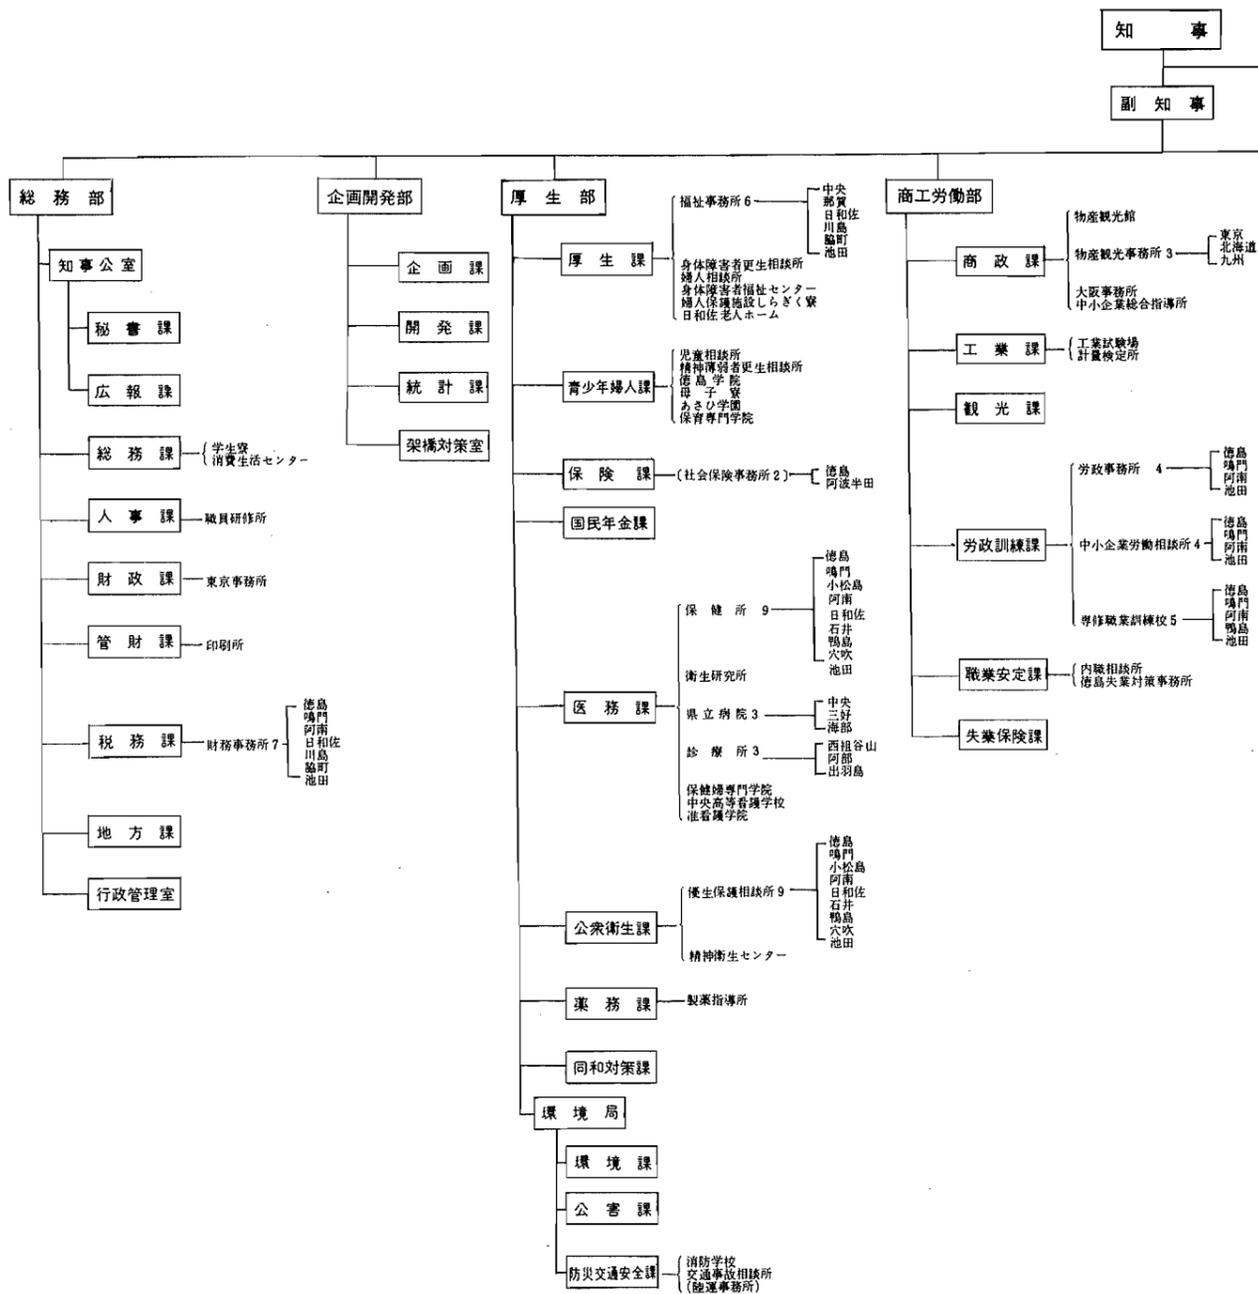 知事
副知事
総務部
知事公室
秘書課
広報課
総務課
学生寮
消費生活センター
人事課
職員研修所
財政課
東京事務所
管財課
印刷所
税務課
財務事務所7
徳島
鳴門
阿南
日和佐
川島
脇町
池田
地方課
行政管理室
企画開発部
企画課
開発課
統計課
架橋対策室
厚生部
厚生課
福祉事務所6
中央
那賀
日和佐
川島
脇町
池田
身体障害者更生相談所
婦人相談所
身体障害者福祉センター
婦人保護施設しらぎく寮
日和佐老人ホーム
青少年婦人課
児童相談所
精神薄弱者更生相談所
徳島学院
母子寮
あさひ学園
保育専門学院
保険課
(社会保険事務所2)
徳島
阿波半田
国民年金課
医務課
保健所 9
徳島
鳴門
小松島
阿南
日和佐
石井
鴨島
穴吹
池田
衛生研究所
県立病院3
中央
三好
海部
診療所3
西祖谷山
阿部
出羽島
保健婦専門学院
中央高等看護学校
准看護学院
公衆衛生課
優生保護相談所9
徳島
鳴門
小松島
阿南
日和佐
石井
鴨島
穴吹
池田
精神衛生センター
薬務課
製薬指導所
同和対策課
環境局
環境課
公害課
防災交通安全課
消防学校
交通事故相談所
(陸運事務所)
商工労働部
商政課
物産観光館
物産観光事務所3
東京
北海道
九州
大阪事務所
中小企業総合指導所
工業課
工業試験場
計量検定所
観光課
労政訓練課
労政事務所 4
徳島
鳴門
阿南
池田
中小企業労働相談所4
徳島
鳴門
阿南
池田
専修職業訓練校5
徳島
鳴門
阿南
鴨島
池田
職業安定課
内職相談所
徳島失業対策事務所
失業保険課